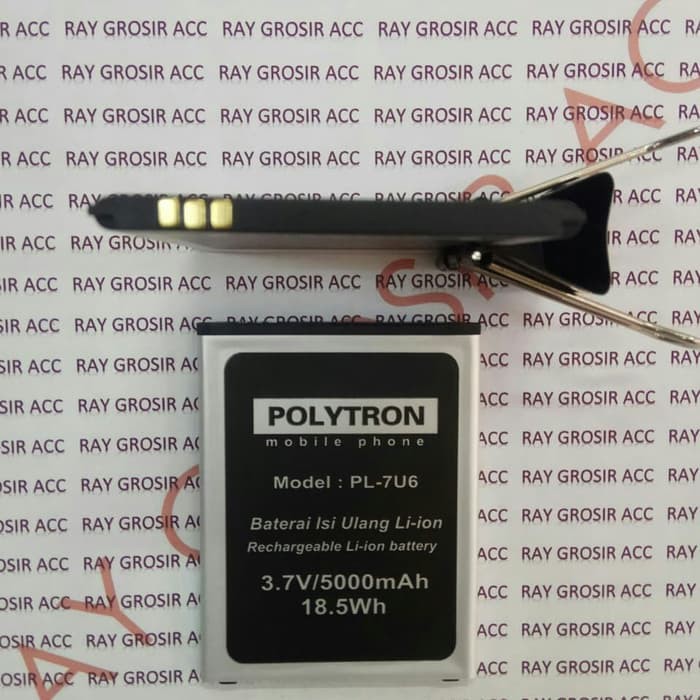 RAY GROSIR ACC
POLYTRON
mobile phone
Model : PL-7U6
Baterai Isi Ulang Li-ion
Rechargeable Li-ion battery
3.7V/5000mAh
18.5Wh